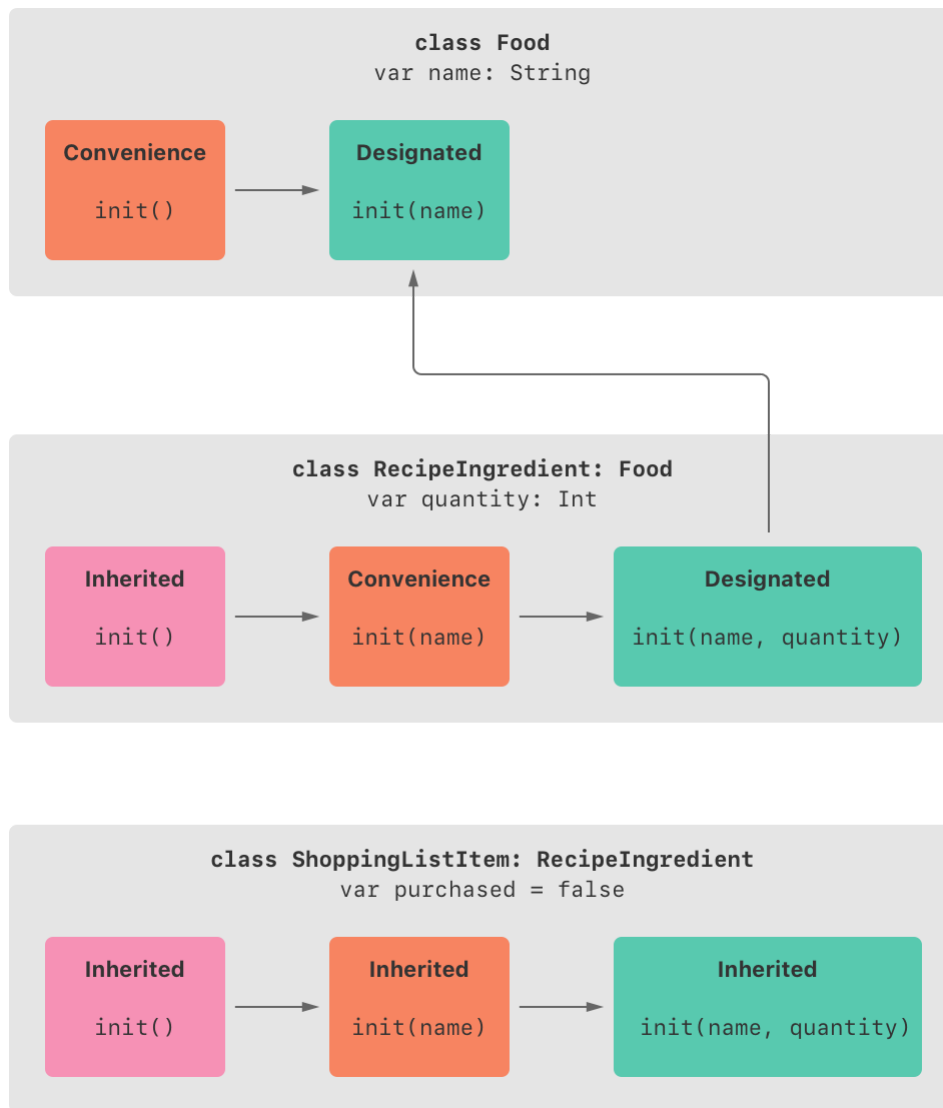 class Food
var name: String
Convenience
init()
Designated
init(name)
class RecipeIngredient: Food
var quantity: Int
Inherited
init()
Convenience
init(name)
Designated
init(name, quantity)
class ShoppingListItem: RecipeIngredient
var purchased = false
Inherited
init()
Inherited
init(name)
Inherited
init(name, quantity)